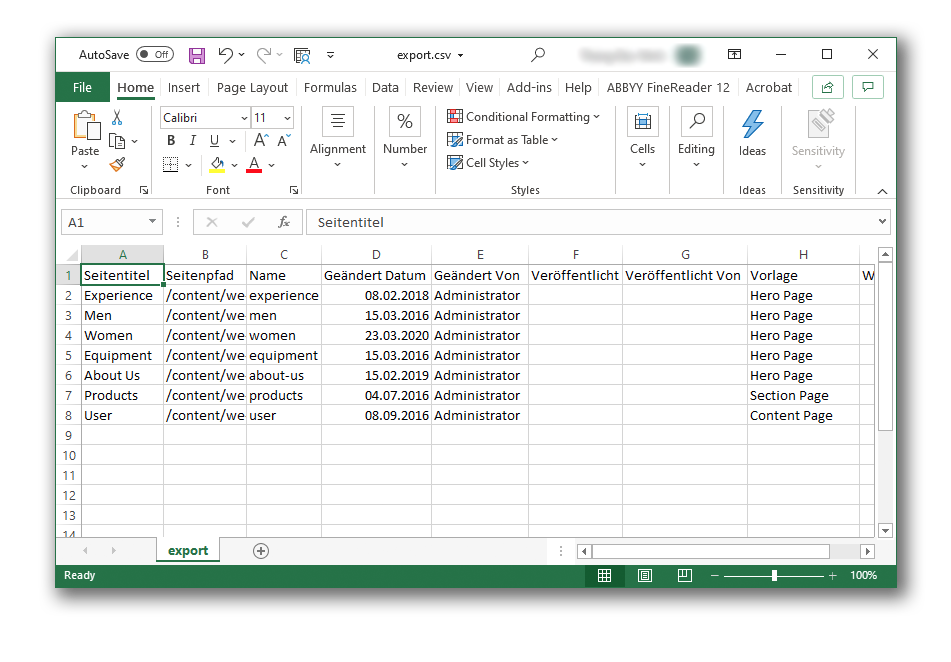 AutoSave Off export.csv
File Home Insert Page Layout Formulas Data Review View Add-ins Help ABBYY FineReader 12 Acrobat
Paste
Clipboard
Calibri 11
B I U A A
A
Font
Alignment
%
Number
Conditional Formatting
Format as Table
Cell Styles
Styles
Cells
Editing
Ideas
Ideas
Sensitivity
Sensitivity
A1 fx Seitentitel
A B C D E F G H
1 Seitentitel Seitenpfad Name Geändert Datum Geändert Von Veröffentlicht Veröffentlicht Von Vorlage W
2 Experience /content/we experience 08.02.2018 Administrator Hero Page
3 Men /content/we men 15.03.2016 Administrator Hero Page
4 Women /content/we women 23.03.2020 Administrator Hero Page
5 Equipment /content/we equipment 15.03.2016 Administrator Hero Page
6 About Us /content/we about-us 15.02.2019 Administrator Hero Page
7 Products /content/we products 04.07.2016 Administrator Section Page
8 User /content/we user 08.09.2016 Administrator Content Page
9
10
11
12
13
14
export
Ready 100%